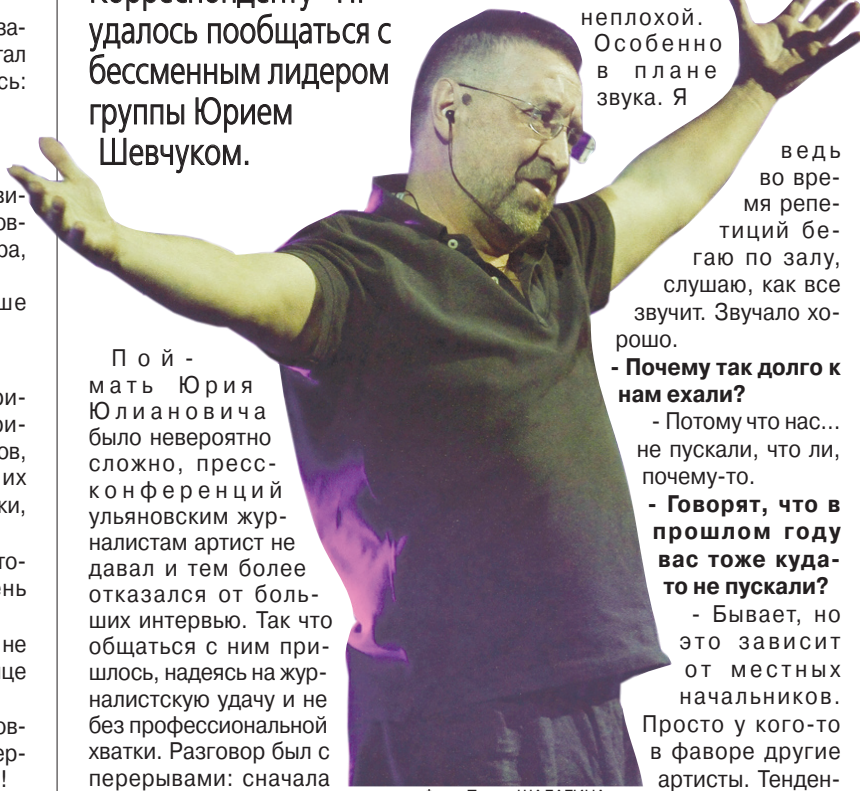 удалось пообщаться с
бессменным лидером
группы Юрием
Шевчуком.
Пой-
мать Юрия
Юлиановича
было невероятно
сложно, пресс-
конференций
ульяновским жур-
налистам артист не
давал и тем более
отказался от боль-
ших интервью. Так что
общаться с ним при-
шлось, надеясь на жур-
налистскую удачу и не
без профессиональной
хватки. Разговор был с
перерывами: сначала
неплохой.
Особенно
в плане
звука. Я
ведь
во вре-
мя репе-
тиций бе-
гаю по залу,
слушаю, как все
звучит. Звучало хо-
рошо.
- Почему так долго к
нам ехали?
- Потому что нас...
не пускали, что ли,
почему-то.
- Говорят, что в
прошлом году
вас тоже куда-
то не пускали?
- Бывает, но
это зависит
от местных
начальников.
Просто у кого-то
в фаворе другие
артисты. Тенден-